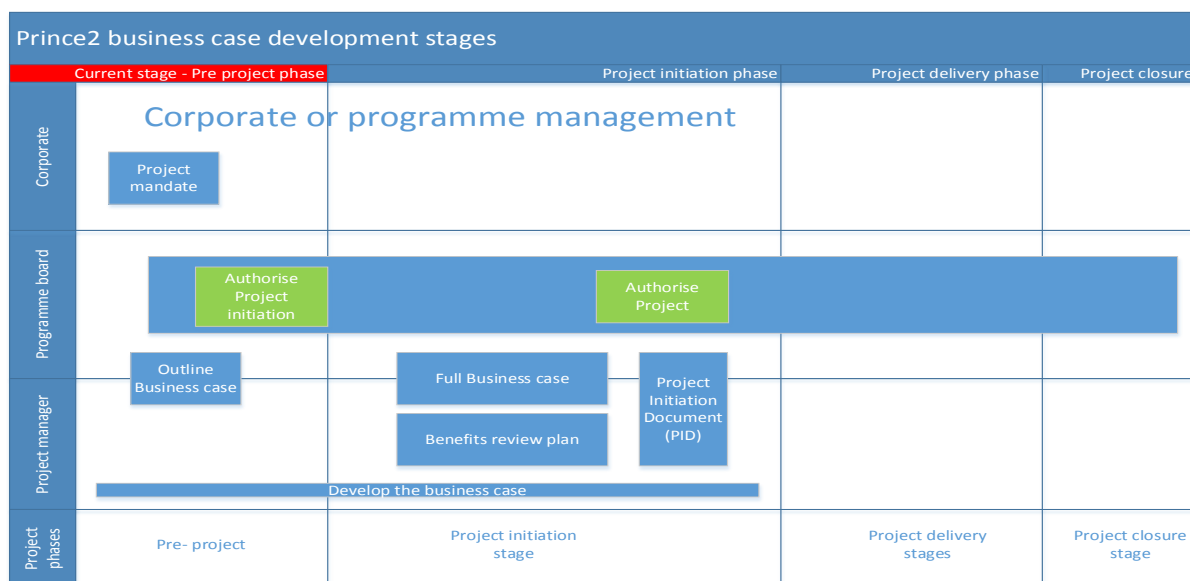 Prince2 business case development stages
Current stage - Pre project phase
Project initiation phase
Project delivery phase
Project closure
Corporate
Corporate or programme management
Project
mandate
Programme board
Authorise
Project
initiation
Authorise
Project
Outline
Business case
Full Business case
Project
Initiation
Document
(PID)
Project manager
Benefits review plan
Develop the business case
Project
phases
Pre- project
Project initiation
stage
Project delivery
stages
Project closure
stage